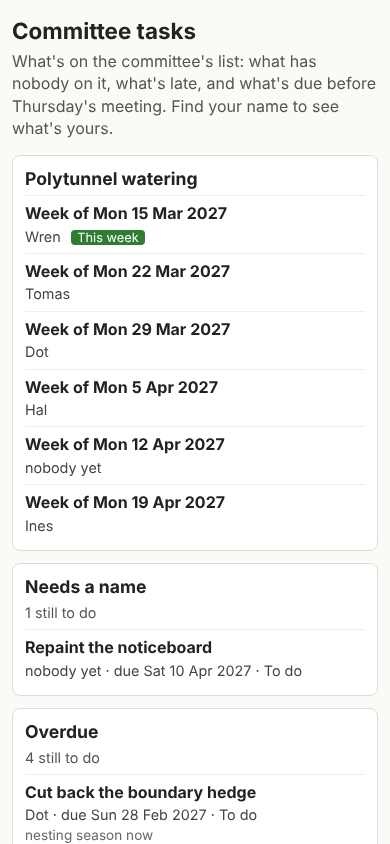 Committee tasks
What's on the committee's list: what has
nobody on it, what's late, and what's due before
Thursday's meeting. Find your name to see
what's yours.
Polytunnel watering
Week of Mon 15 Mar 2027
Wren This week
Week of Mon 22 Mar 2027
Tomas
Week of Mon 29 Mar 2027
Dot
Week of Mon 5 Apr 2027
Hal
Week of Mon 12 Apr 2027
nobody yet
Week of Mon 19 Apr 2027
Ines
Needs a name
1 still to do
Repaint the noticeboard
nobody yet · due Sat 10 Apr 2027 · To do
Overdue
4 still to do
Cut back the boundary hedge
Dot · due Sun 28 Feb 2027 · To do
nesting season now